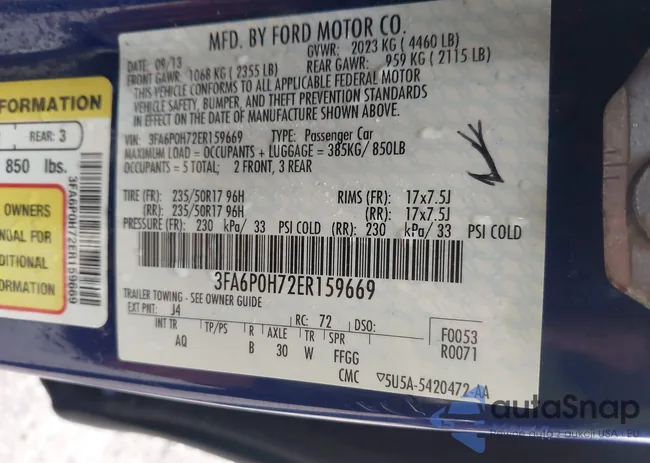 MFD. BY FORD MOTOR CO.
DATE: 09/13 GVWR: 2023 KG ( 4460 LB)
FRONT GAWR: 1068 KG ( 2355 LB) REAR GAWR: 959 KG ( 2115 LB)
THIS VEHICLE CONFORMS TO ALL APPLICABLE FEDERAL MOTOR
VEHICLE SAFETY, BUMPER, AND THEFT PREVENTION STANDARDS
IN EFFECT ON THE DATE OF MANUFACTURE SHOWN ABOVE.
VIN: 3FA6P0H72ER159669 TYPE: Passenger Car
MAXIMUM LOAD = OCCUPANTS + LUGGAGE = 385KG/ 850LB
OCCUPANTS = 5 TOTAL; 2 FRONT, 3 REAR
TIRE (FR): 235/50R17 96H RIMS (FR): 17x7.5J
(RR): 235/50R17 96H (RR): 17x7.5J
PRESSURE (FR): 230 kPa/ 33 PSI COLD (RR): 230 kPa/ 33 PSI COLD
3FA6P0H72ER159669
TRAILER TOWING - SEE OWNER GUIDE
EXT PNT: J4 RC: 72 DSO:
INT TR TP/PS R AXLE TR SPR
AQ B 30 W FFGG
F0053
R0071
CMC 5U5A-5420472-AA
FORMATION
REAR: 3
850 lbs.
OWNERS
NUAL FOR
DITIONAL
ORMATION
3FA6P0H72ER159669
autoSnap
Prywatne auto z aukcji USA i EU